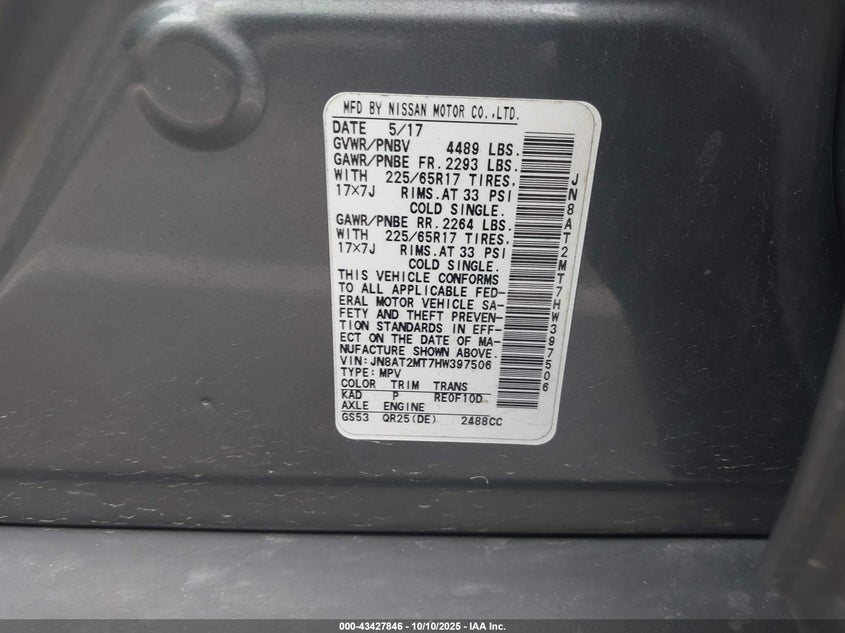 MFD BY NISSAN MOTOR CO.,LTD.
DATE 5/17
GVWR/PNBV 4489 LBS.
GAWR/PNBE FR. 2293 LBS.
WITH 225/65R17 TIRES,
17×7J RIMS.AT 33 PSI
COLD SINGLE.
GAWR/PNBE RR. 2264 LBS.
WITH 225/65R17 TIRES,
17×7J RIMS.AT 33 PSI
COLD SINGLE.
THIS VEHICLE CONFORMS
TO ALL APPLICABLE FED-
ERAL MOTOR VEHICLE SA-
FETY AND THEFT PREVEN-
TION STANDARDS IN EFF-
ECT ON THE DATE OF MA-
NUFACTURE SHOWN ABOVE.
VIN: JN8AT2MT7HW397506
TYPE: MPV
COLOR TRIM TRANS
KAD P RE0F10D
AXLE ENGINE
GS53 QR25(DE) 2488CC
JN8AT2MT7HW397506
000-43427846 - 10/10/2025 - IAA Inc.